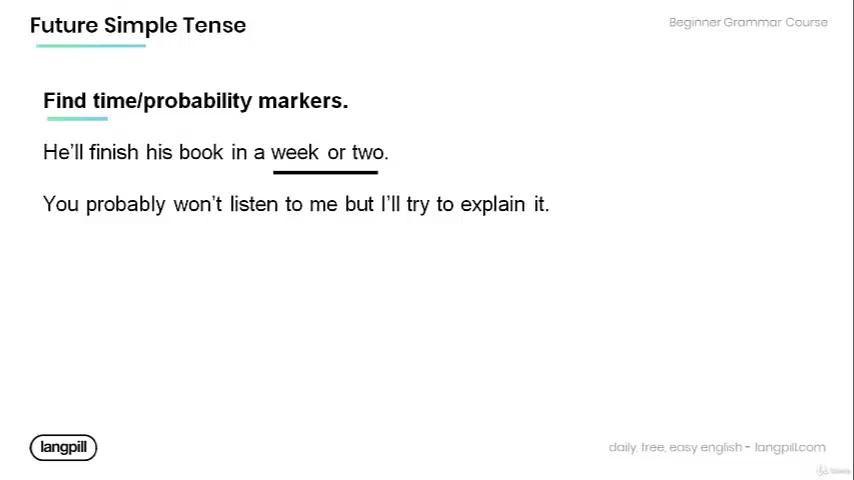 Future Simple Tense
Beginner Grammar Course
Find time/probability markers.
He'll finish his book in a week or two.
You probably won't listen to me but I'll try to explain it.
langpill
daily, free, easy english - langpill.com
Udemy